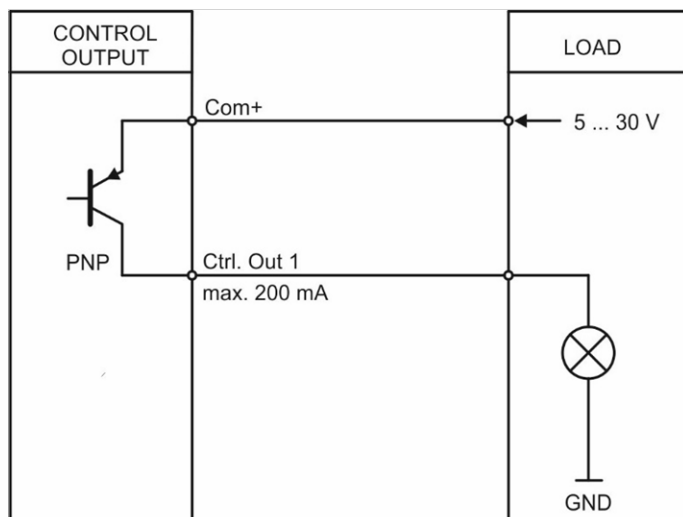 CONTROL
OUTPUT
LOAD
Com+
5 ... 30 V
PNP
Ctrl. Out 1
max. 200 mA
GND